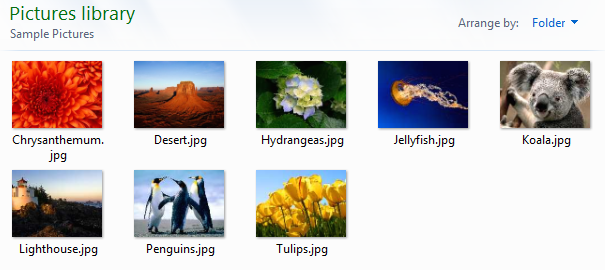 Pictures library
Sample Pictures
Arrange by: Folder
Chrysanthemum.
jpg
Desert.jpg
Hydrangeas.jpg
Jellyfish.jpg
Koala.jpg
Lighthouse.jpg
Penguins.jpg
Tulips.jpg